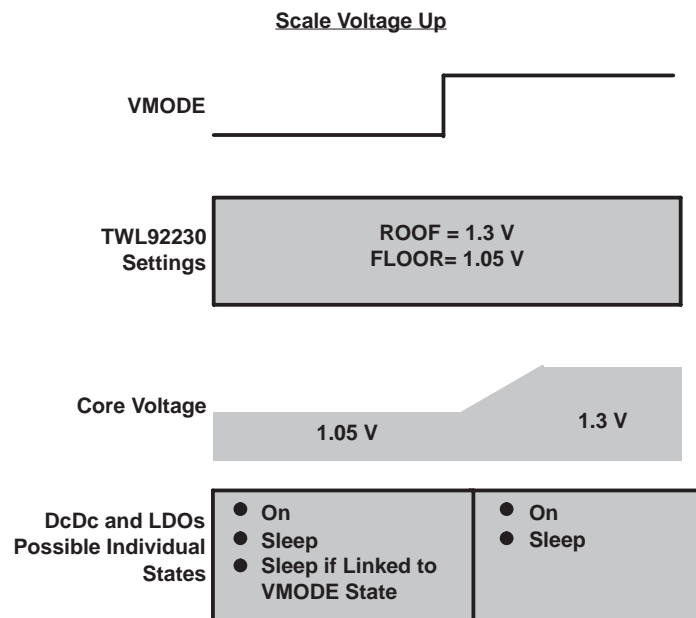 Scale Voltage Up
VMODE
TWL92230
Settings
ROOF = 1.3 V
FLOOR= 1.05 V
Core Voltage
1.05 V
1.3 V
DcDc and LDOs
Possible Individual
States
● On
● Sleep
● Sleep if Linked to
VMODE State
● On
● Sleep